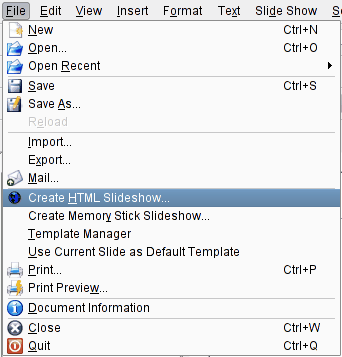 File Edit View Insert Format Text Slide Show
New Ctrl+N
Open... Ctrl+O
Open Recent
Save Ctrl+S
Save As...
Reload
Import...
Export...
Mail...
Create HTML Slideshow...
Create Memory Stick Slideshow...
Template Manager
Use Current Slide as Default Template
Print... Ctrl+P
Print Preview...
Document Information
Close Ctrl+W
Quit Ctrl+Q